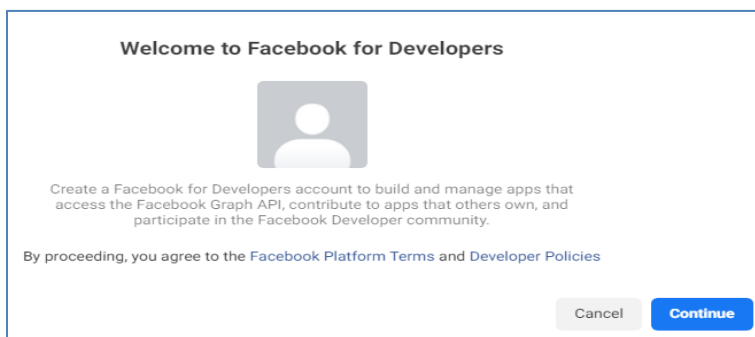 Welcome to Facebook for Developers
Create a Facebook for Developers account to build and manage apps that
access the Facebook Graph API, contribute to apps that others own, and
participate in the Facebook Developer community.
By proceeding, you agree to the Facebook Platform Terms and Developer Policies
Cancel Continue